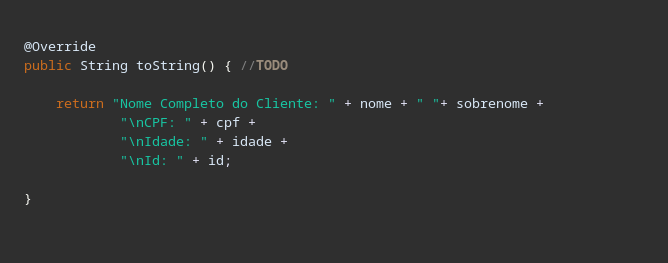 @Override
public String toString() { //TODO
return "Nome Completo do Cliente: " + nome + " "+ sobrenome +
"\nCPF: " + cpf +
"\nIdade: " + idade +
"\nId: " + id;
}